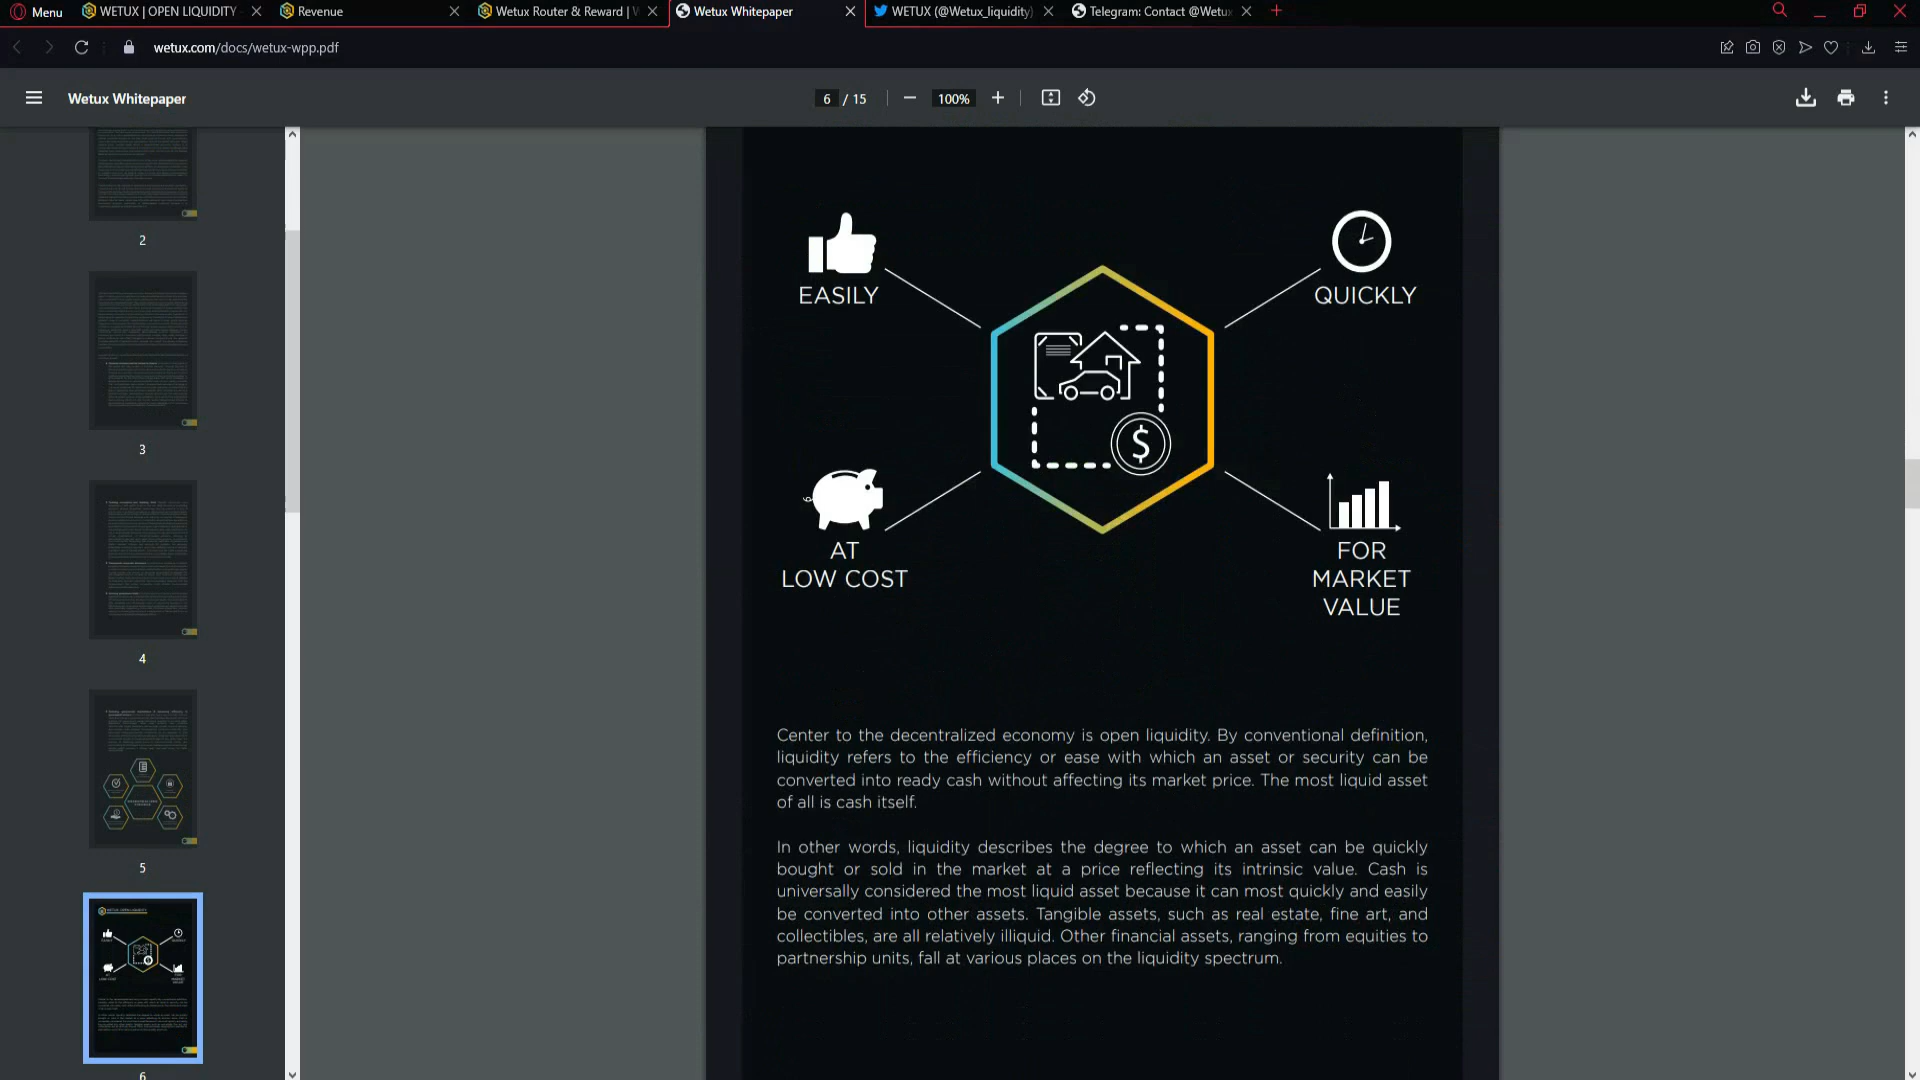 Menu
WETUX | OPEN LIQUIDITY
Revenue
Wetux Router & Reward |
Wetux Whitepaper
WETUX (@Wetux_liquidity)
Telegram: Contact @Wetux
wetux.com/docs/wetux-wpp.pdf
Wetux Whitepaper
6 / 15
100%
2
3
4
5
6
EASILY
QUICKLY
$
AT
LOW COST
FOR
MARKET
VALUE
Center to the decentralized economy is open liquidity. By conventional definition,
liquidity refers to the efficiency or ease with which an asset or security can be
converted into ready cash without affecting its market price. The most liquid asset
of all is cash itself.
In other words, liquidity describes the degree to which an asset can be quickly
bought or sold in the market at a price reflecting its intrinsic value. Cash is
universally considered the most liquid asset because it can most quickly and easily
be converted into other assets. Tangible assets, such as real estate, fine art, and
collectibles, are all relatively illiquid. Other financial assets, ranging from equities to
partnership units, fall at various places on the liquidity spectrum.